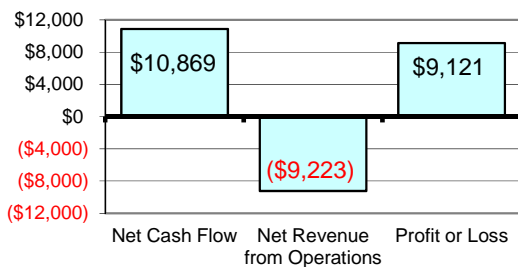 $12,000
$8,000
$4,000
$0
($4,000)
($8,000)
($12,000)
$10,869
($9,223)
$9,121
Net Cash Flow
Net Revenue
from Operations
Profit or Loss